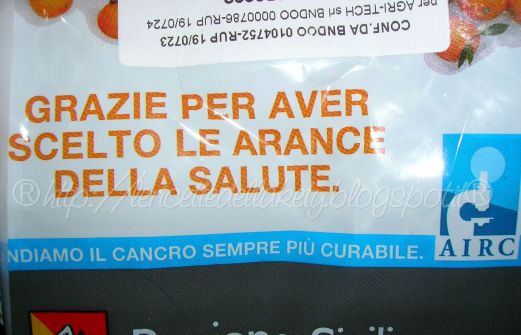 per AGRI-TECH srl BNDOO 0000786-RUP 19/0724
CONF.DA BNDOO 0104752-RUP 19/0723
GRAZIE PER AVER
SCELTO LE ARANCE
DELLA SALUTE.
NDIAMO IL CANCRO SEMPRE PIÙ CURABILE.
AIRC